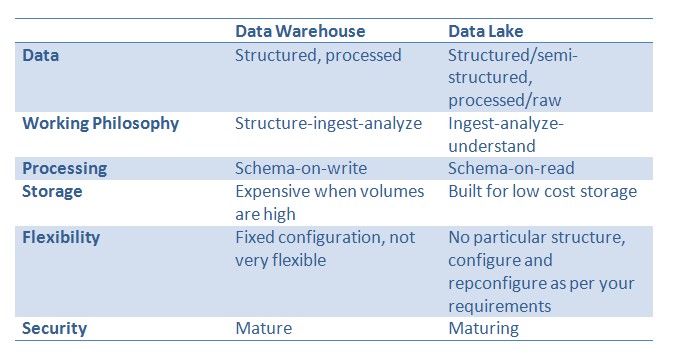 Data Warehouse Data Lake
Data Structured, processed Structured/semi-
structured,
processed/raw
Working Philosophy Structure-ingest-analyze Ingest-analyze-
understand
Processing Schema-on-write Schema-on-read
Storage Expensive when volumes Built for low cost storage
are high
Flexibility Fixed configuration, not No particular structure,
very flexible configure and
repconfigure as per your
requirements
Security Mature Maturing